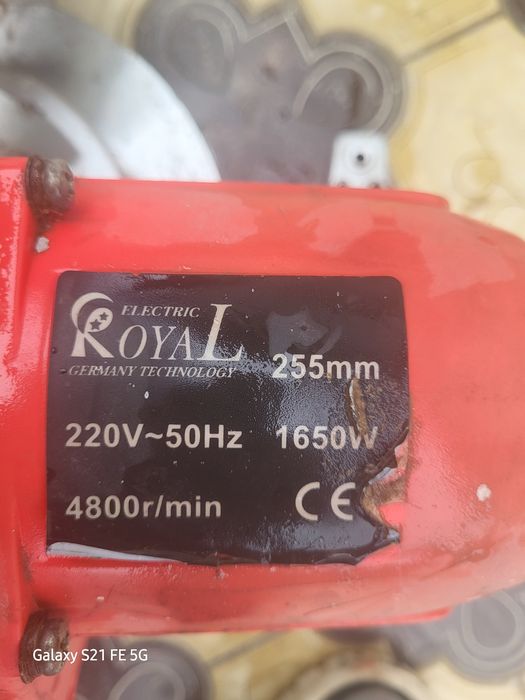 ELECTRIC
ROYAL
GERMANY TECHNOLOGY
255mm
220V~50Hz 1650W
4800r/min CE
Galaxy S21 FE 5G